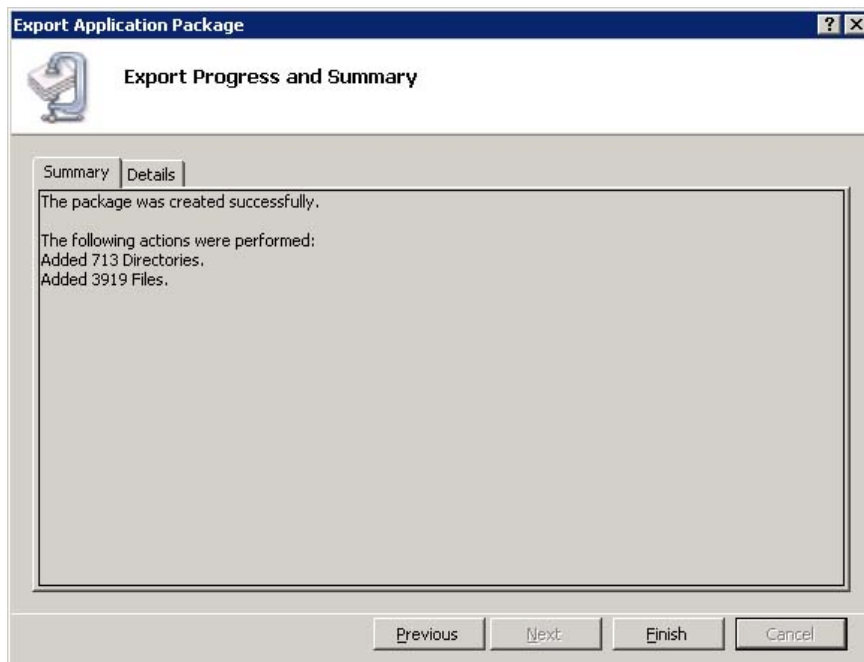 Export Application Package
Export Progress and Summary
Summary
Details
The package was created successfully.
The following actions were performed:
Added 713 Directories.
Added 3919 Files.
Previous
Next
Finish
Cancel